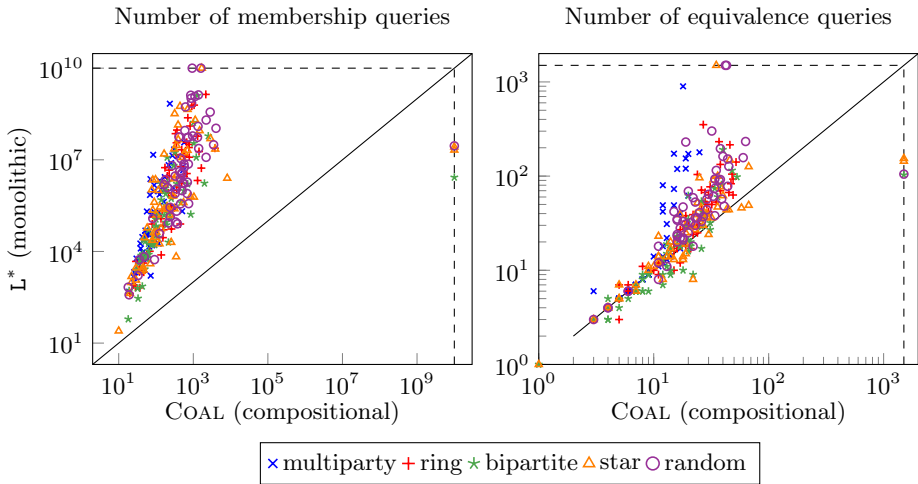 Number of membership queries
Number of equivalence queries
L* (monolithic)
10^10
10^7
10^4
10^1
10^1 10^3 10^5 10^7 10^9
COAL (compositional)
10^3
10^2
10^1
10^0
10^0 10^1 10^2 10^3
COAL (compositional)
multiparty ring bipartite star random